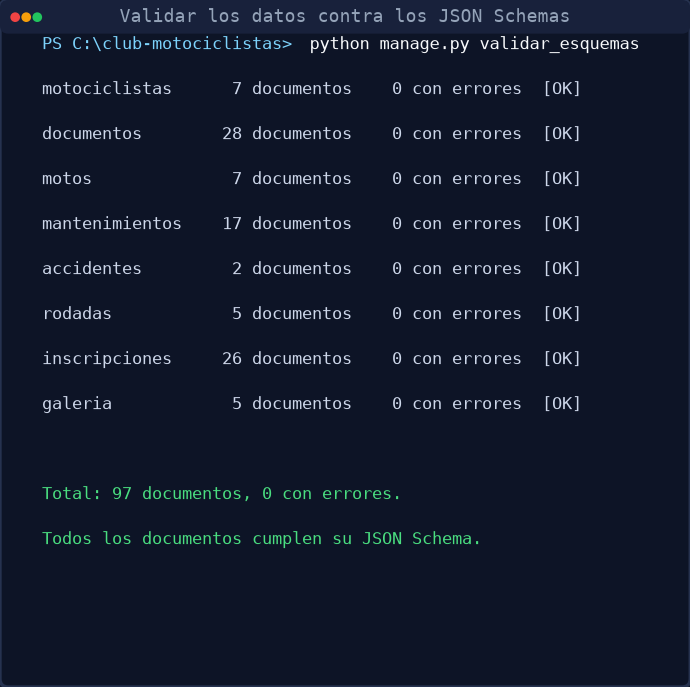 Validar los datos contra los JSON Schemas
PS C:\club-motociclistas> python manage.py validar_esquemas
motociclistas      7 documentos    0 con errores  [OK]
documentos        28 documentos    0 con errores  [OK]
motos              7 documentos    0 con errores  [OK]
mantenimientos    17 documentos    0 con errores  [OK]
accidentes         2 documentos    0 con errores  [OK]
rodadas            5 documentos    0 con errores  [OK]
inscripciones     26 documentos    0 con errores  [OK]
galeria            5 documentos    0 con errores  [OK]
Total: 97 documentos, 0 con errores.
Todos los documentos cumplen su JSON Schema.